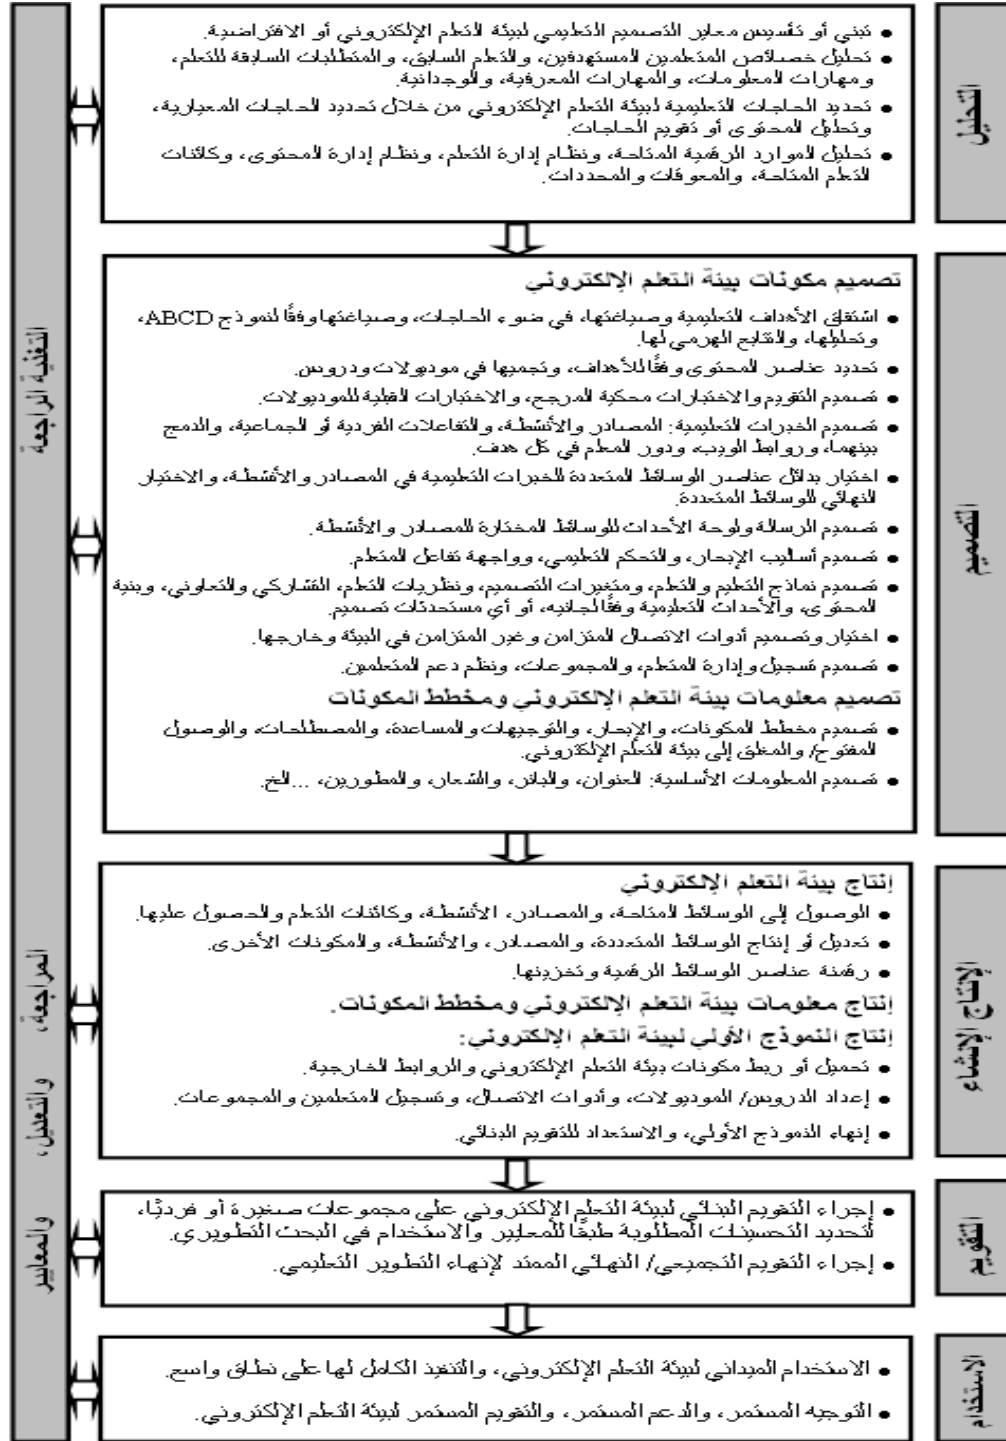 التحليل
• تبني أو تأسيس معايير التصميم التعليمي لبيئة التعلم الإلكتروني أو الافتراضية.
• تحليل خصائص المتعلمين المستهدفين، والتعلم السابق، والمتطلبات السابقة للتعلم،
ومهارات المعلومات، والمهارات المعرفية، والوجدانية.
• تحديد الحاجات التعليمية لبيئة التعلم الإلكتروني من خلال تحديد الحاجات المعيارية،
وتحليل المحتوى أو تقويم الحاجات.
• تحليل الموارد الرقمية المتاحة، ونظام إدارة التعلم، ونظام إدارة المحتوى، وكائنات
التعلم المتاحة، والمعوقات والمحددات.
التصميم
تصميم مكونات بيئة التعلم الإلكتروني
• اشتقاق الأهداف التعليمية وصياغتها، في ضوء الحاجات، وصياغتها وفقًا لنموذج ABCD،
وتحليلها، والتتابع الهرمي لها.
• تحديد عناصر المحتوى وفقًا للأهداف، وتجميها في موديولات ودروس.
• تصميم التقويم والاختبارات محكية المرجع، والاختبارات القبلية للموديولات.
• تصميم الخبرات التعليمية: المصادر والأنشطة، والتفاعلات الفردية أو الجماعية، والدمج
بينهما، وروابط الويب، ودور المعلم في كل هدف.
• اختيار بدائل عناصر الوسائط المتعددة للخبرات التعليمية في المصادر والأنشطة، والاختيار
النهائي للوسائط المتعددة.
• تصميم الرسالة ولوحة الأحداث للوسائط المختارة للمصادر والأنشطة.
• تصميم أساليب الإبحار، والتحكم التعليمي، وواجهة تفاعل المتعلم.
• تصميم نماذج التعليم والتعلم، ومتغيرات التصميم، ونظريات التعلم، التشاركي والتعاوني، وبنية
المحتوى، والأحداث التعليمية وفقًا لجانيه، أو أي مستحدثات تصميم.
• اختيار وتصميم أدوات الاتصال المتزامن وغير المتزامن في البيئة وخارجها.
• تصميم تسجيل وإدارة المتعلم، والمجموعات، ونظم دعم المتعلمين.
تصميم معلومات بيئة التعلم الإلكتروني ومخطط المكونات
• تصميم مخطط المكونات، والإبحار، والتوجيهات والمساعدة، والمصطلحات، والوصول
المفتوح/ والمغلق إلى بيئة التعلم الإلكتروني.
• تصميم المعلومات الأساسية: العنوان، والبانر، والشعار، والمطورين، ...الخ.
الإنتاج الإنشاء
إنتاج بيئة التعلم الإلكتروني
• الوصول إلى الوسائط المتاحة، والمصادر، الأنشطة، وكائنات التعلم والحصول عليها.
• تعديل أو إنتاج الوسائط المتعددة، والمصادر، والأنشطة، والمكونات الأخرى.
• رقمنة عناصر الوسائط الرقمية وتخزينها.
إنتاج معلومات بيئة التعلم الإلكتروني ومخطط المكونات.
إنتاج النموذج الأولي لبيئة التعلم الإلكتروني:
• تحميل أو ربط مكونات بيئة التعلم الإلكتروني والروابط الخارجية.
• إعداد الدروس/ الموديولات، وأدوات الاتصال، وتسجيل المتعلمين والمجموعات.
• إنهاء النموذج الأولي، والاستعداد للتقويم البنائي.
التقويم
• إجراء التقويم البنائي لبيئة التعلم الإلكتروني على مجموعات صغيرة أو فرديًا،
لتحديد التحسينات المطلوبة طبقًا للمعايير والاستخدام في البحث التطويري.
• إجراء التقويم التجميعي/ النهائي الممتد لإنهاء التطوير التعليمي.
الاستخدام
• الاستخدام الميداني لبيئة التعلم الإلكتروني، والتنفيذ الكامل لها على نطاق واسع.
• التوجيه المستمر، والدعم المستمر، والتقويم المستمر لبيئة التعلم الإلكتروني.
التغذية الراجعة
المراجعة،
والتعديل،
والمعايير